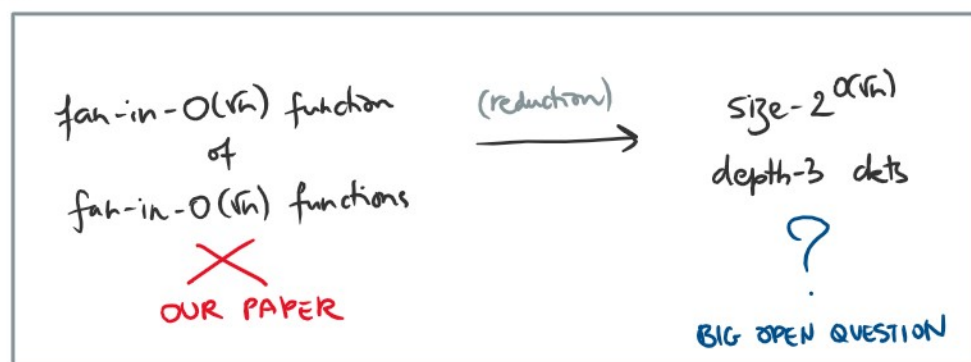 fan-in-O(√n) function
of
fan-in-O(√n) functions
OUR PAPER
(reduction)
size-2^O(√n)
depth-3 ckts
?
BIG OPEN QUESTION